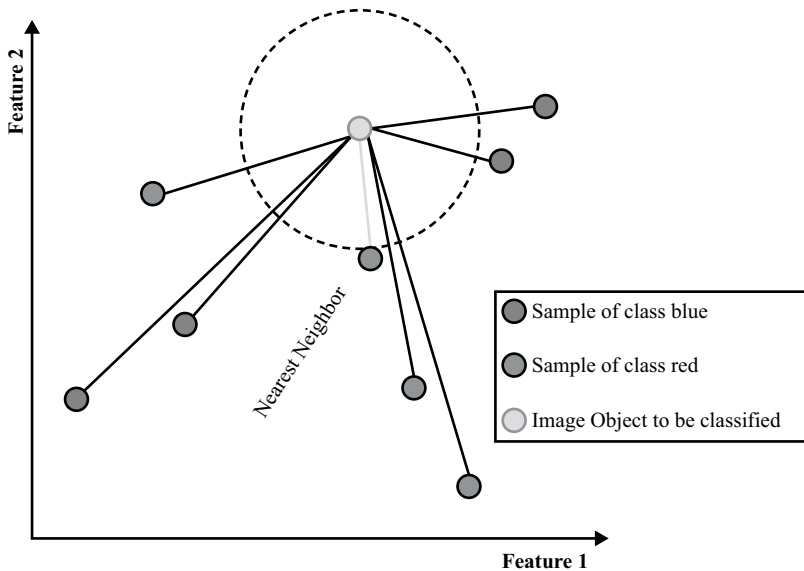 Feature 2
Nearest Neighbor
Sample of class blue
Sample of class red
Image Object to be classified
Feature 1